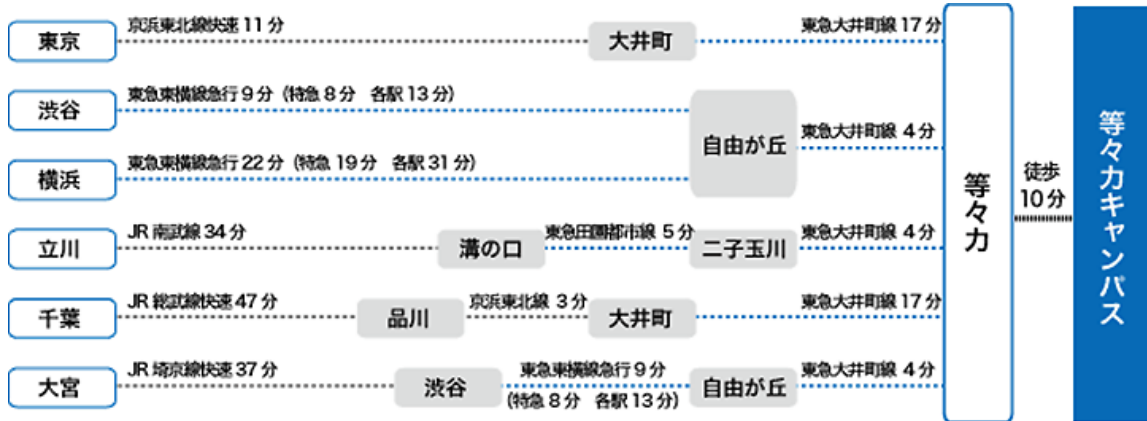 東京 京浜東北線快速 11 分 大井町 東急大井町線 17 分
渋谷 東急東横線急行 9 分（特急 8 分 各駅 13 分）
自由が丘 東急大井町線 4 分
横浜 東急東横線急行 22 分（特急 19 分 各駅 31 分）
立川 JR 南武線 34 分 溝の口 東急田園都市線 5 分 二子玉川 東急大井町線 4 分
千葉 JR 総武線快速 47 分 品川 京浜東北線 3 分 大井町 東急大井町線 17 分
大宮 JR 埼京線快速 37 分 渋谷 東急東横線急行 9 分 自由が丘 東急大井町線 4 分
（特急 8 分 各駅 13 分）
等々力
徒歩
10 分
等々力キャンパス